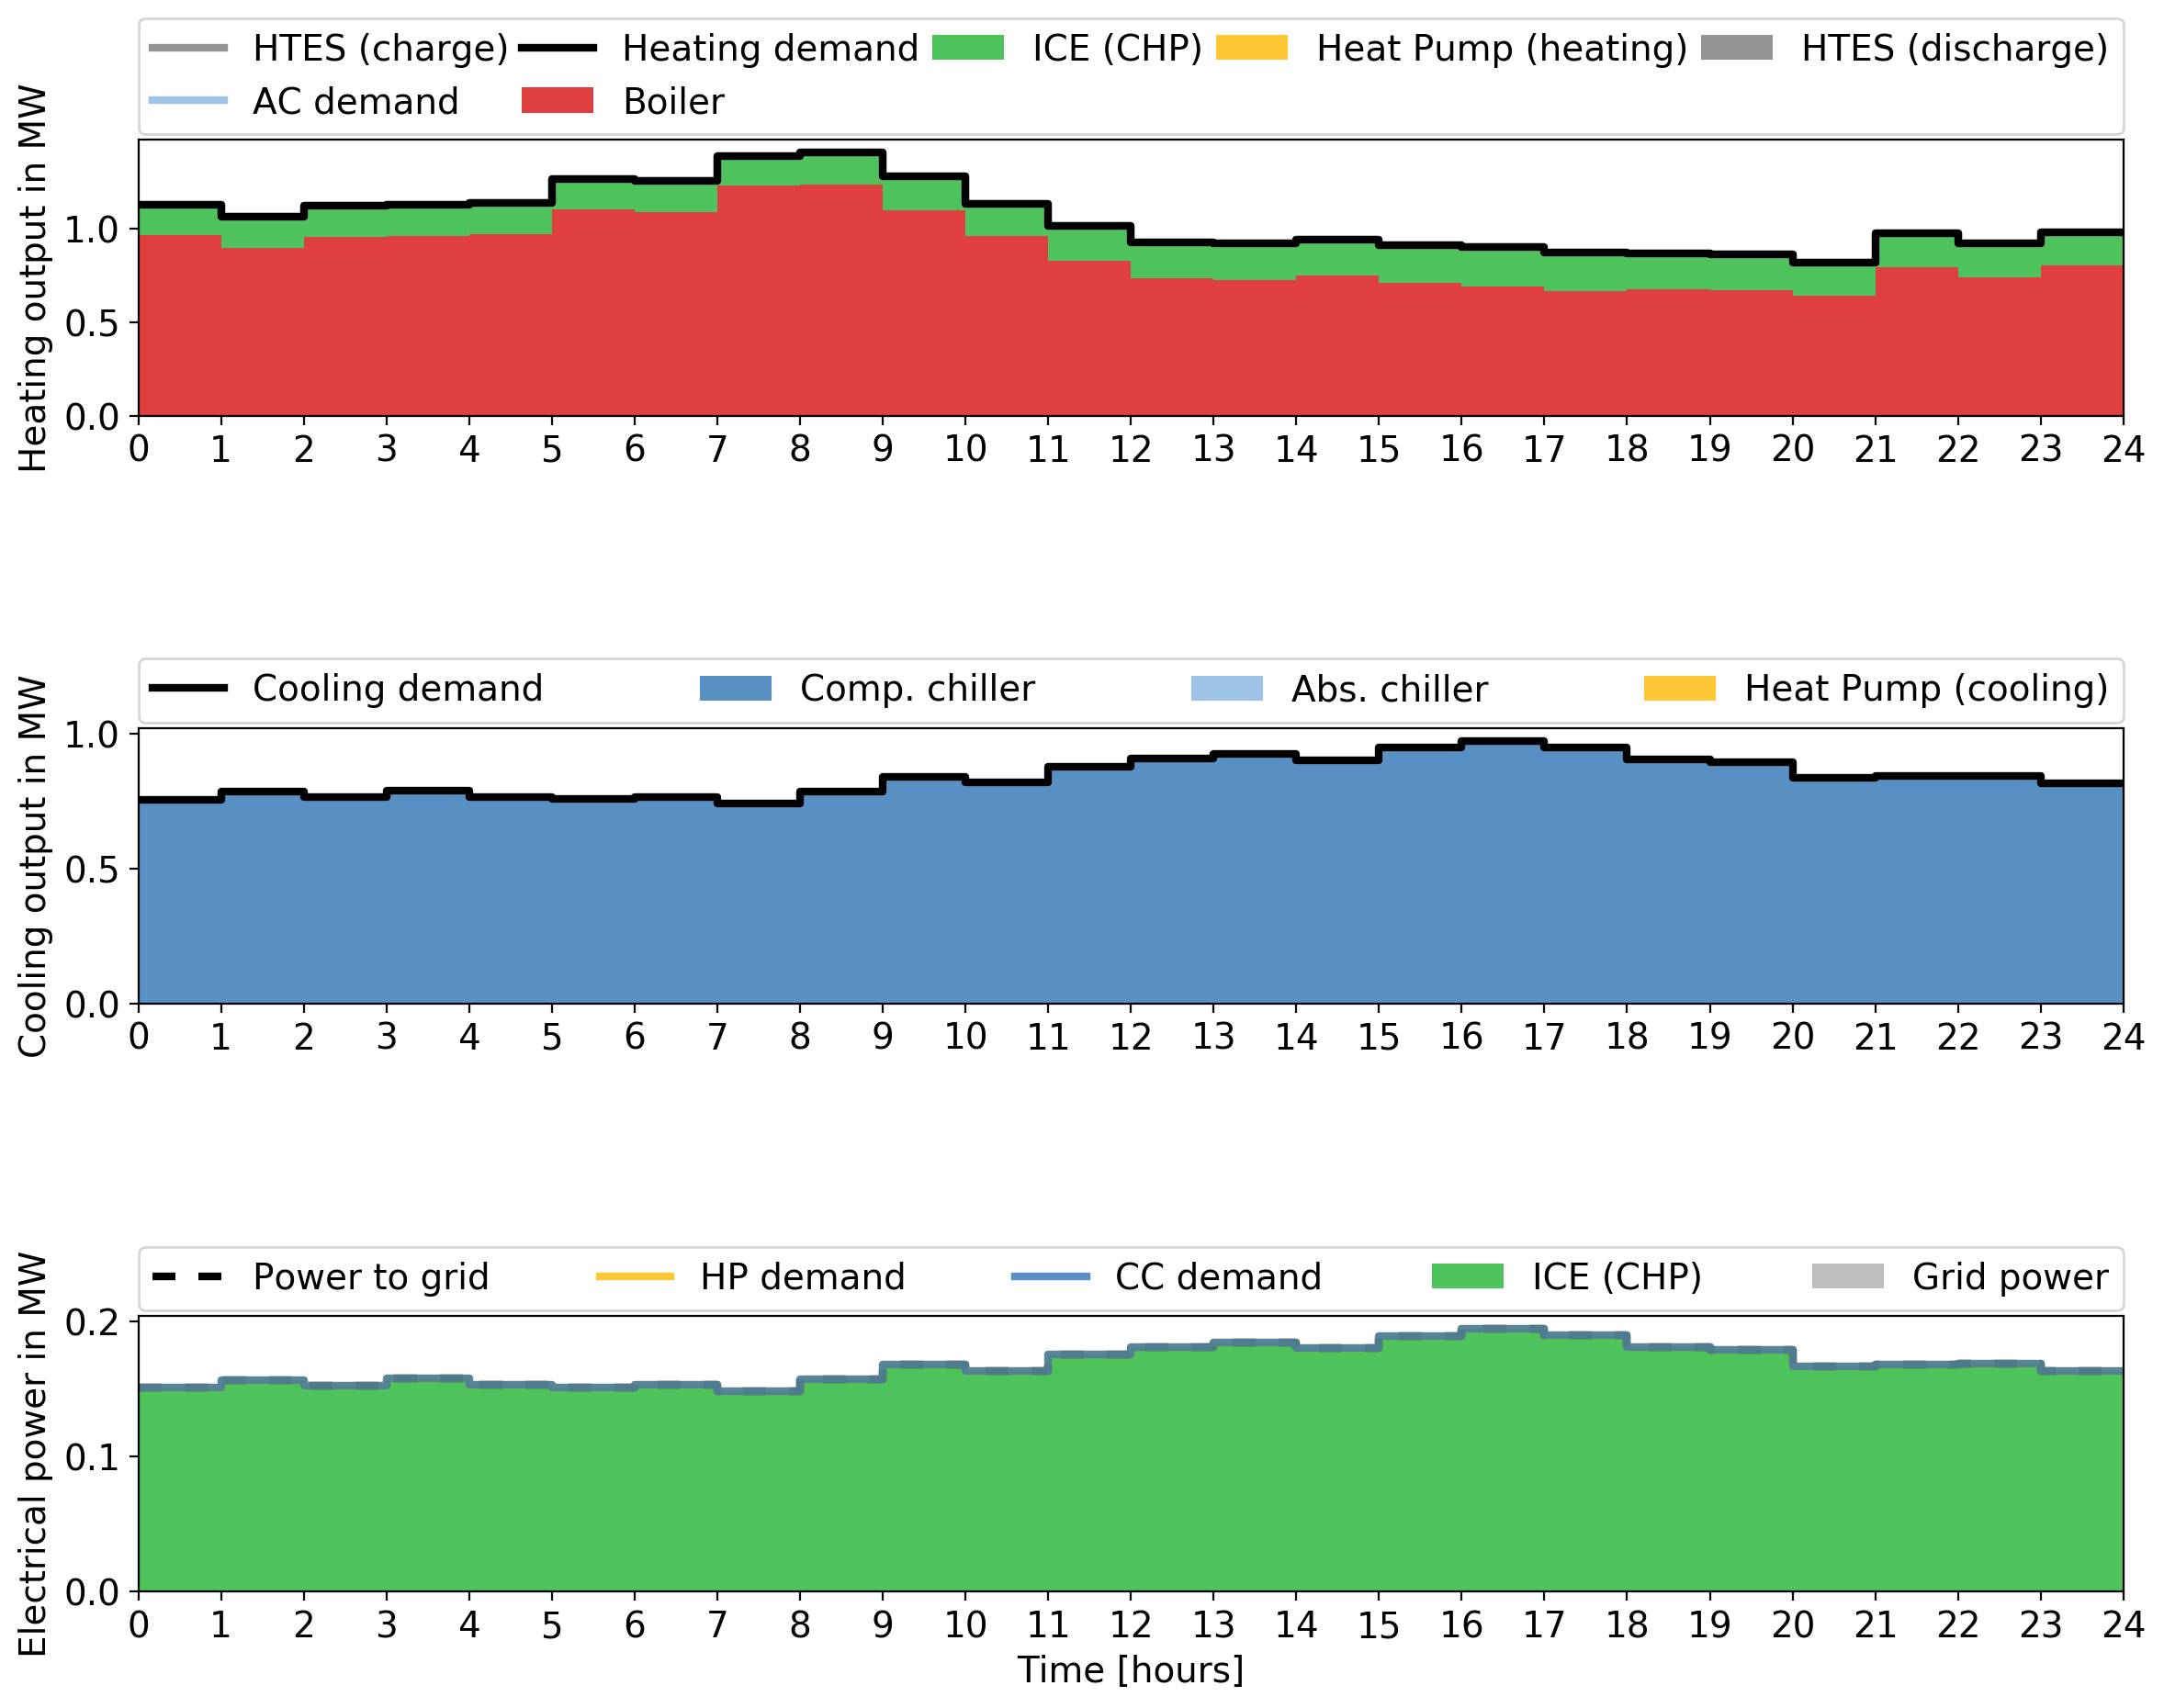 HTES (charge) Heating demand ICE (CHP) Heat Pump (heating) HTES (discharge)
AC demand Boiler
Heating output in MW
1.0
0.5
0.0
0 1 2 3 4 5 6 7 8 9 10 11 12 13 14 15 16 17 18 19 20 21 22 23 24
Cooling demand Comp. chiller Abs. chiller Heat Pump (cooling)
Cooling output in MW
1.0
0.5
0.0
0 1 2 3 4 5 6 7 8 9 10 11 12 13 14 15 16 17 18 19 20 21 22 23 24
Power to grid HP demand CC demand ICE (CHP) Grid power
Electrical power in MW
0.2
0.1
0.0
0 1 2 3 4 5 6 7 8 9 10 11 12 13 14 15 16 17 18 19 20 21 22 23 24
Time [hours]